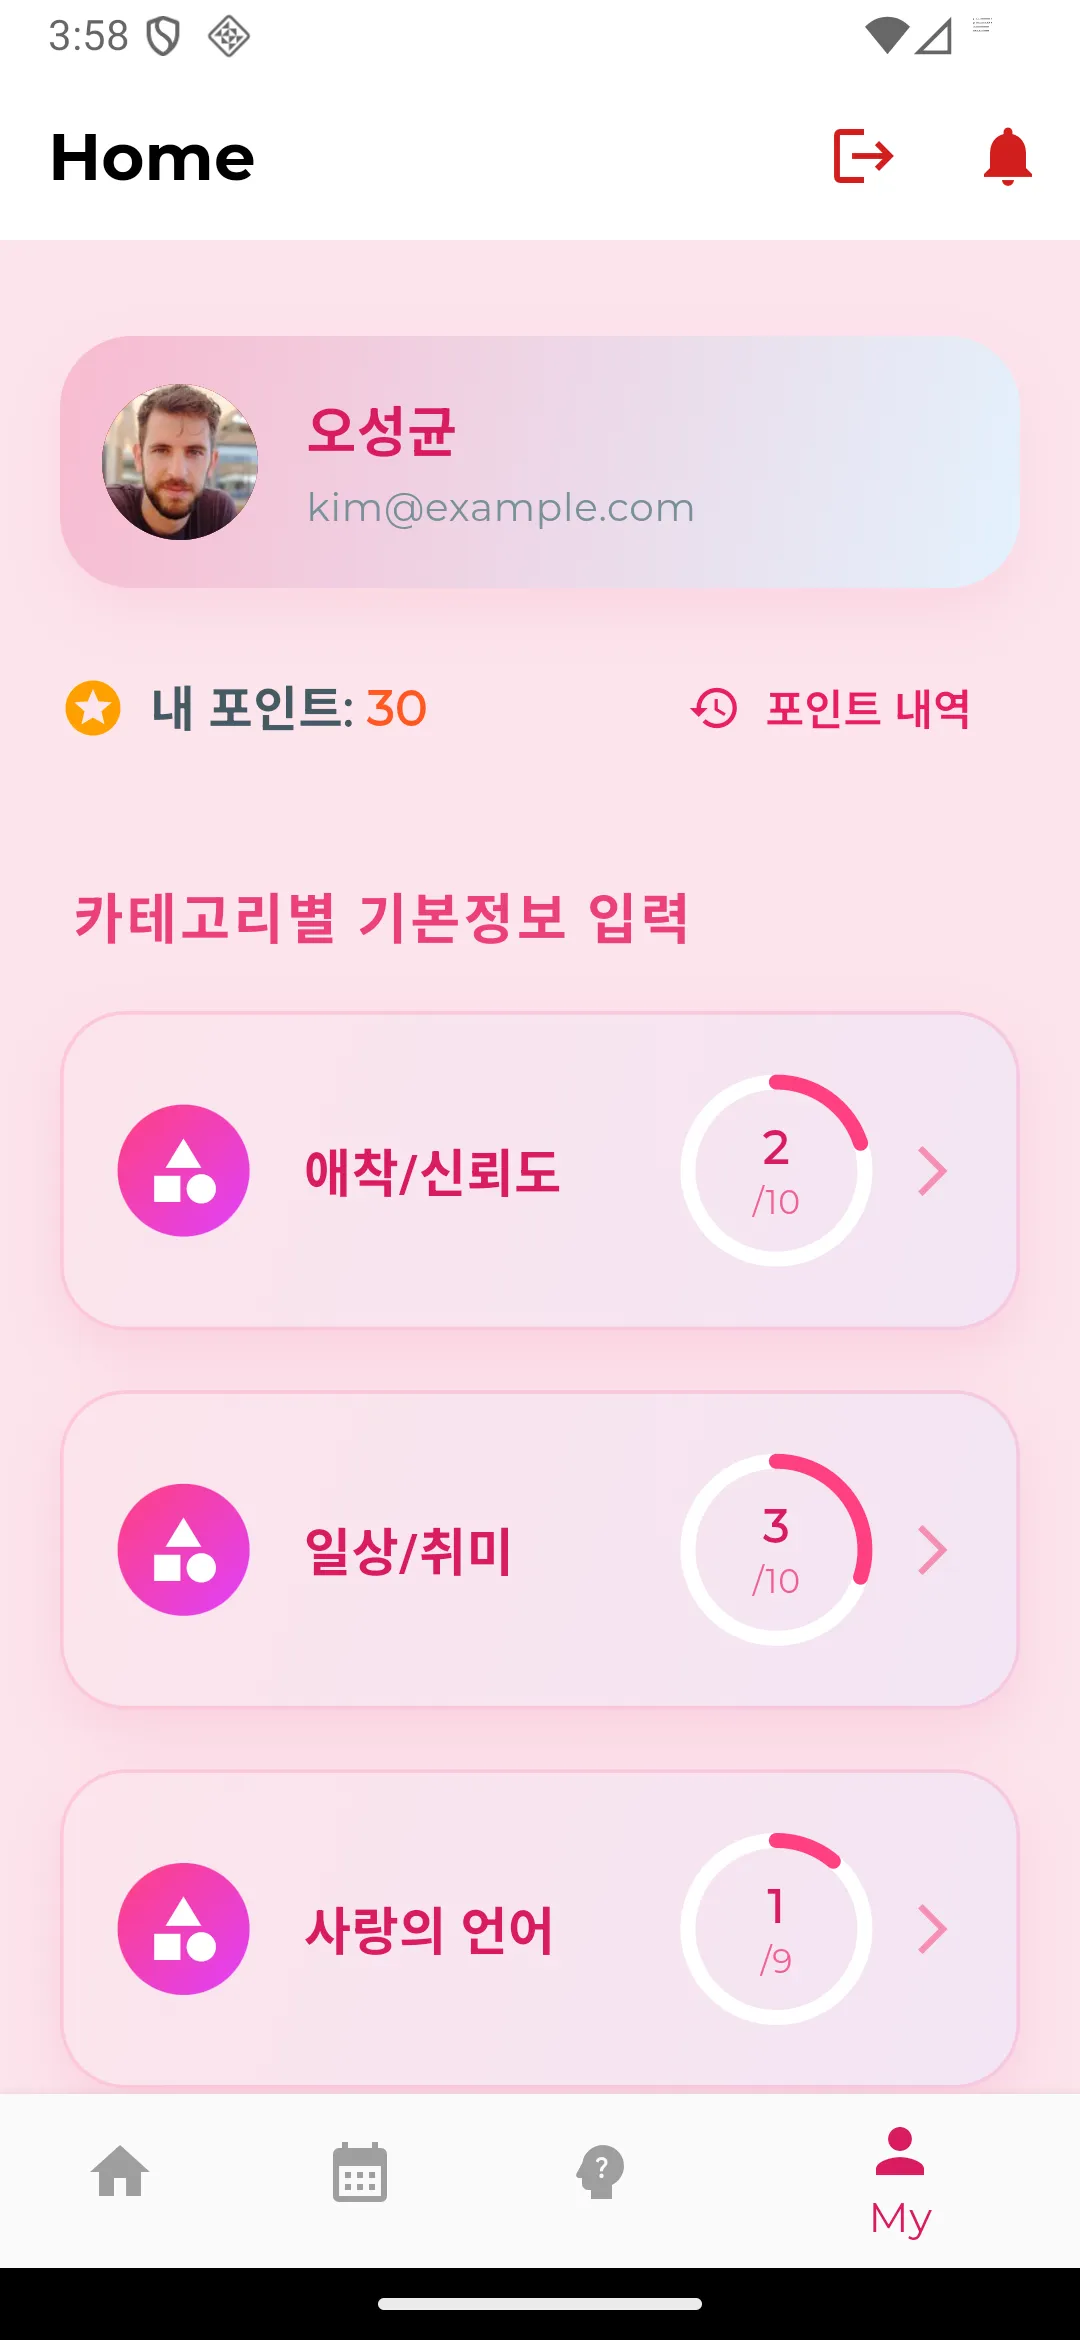 3:58
Home
오성균
kim@example.com
내 포인트: 30
포인트 내역
카테고리별 기본정보 입력
애착/신뢰도
2
/10
일상/취미
3
/10
사랑의 언어
1
/9
?
My